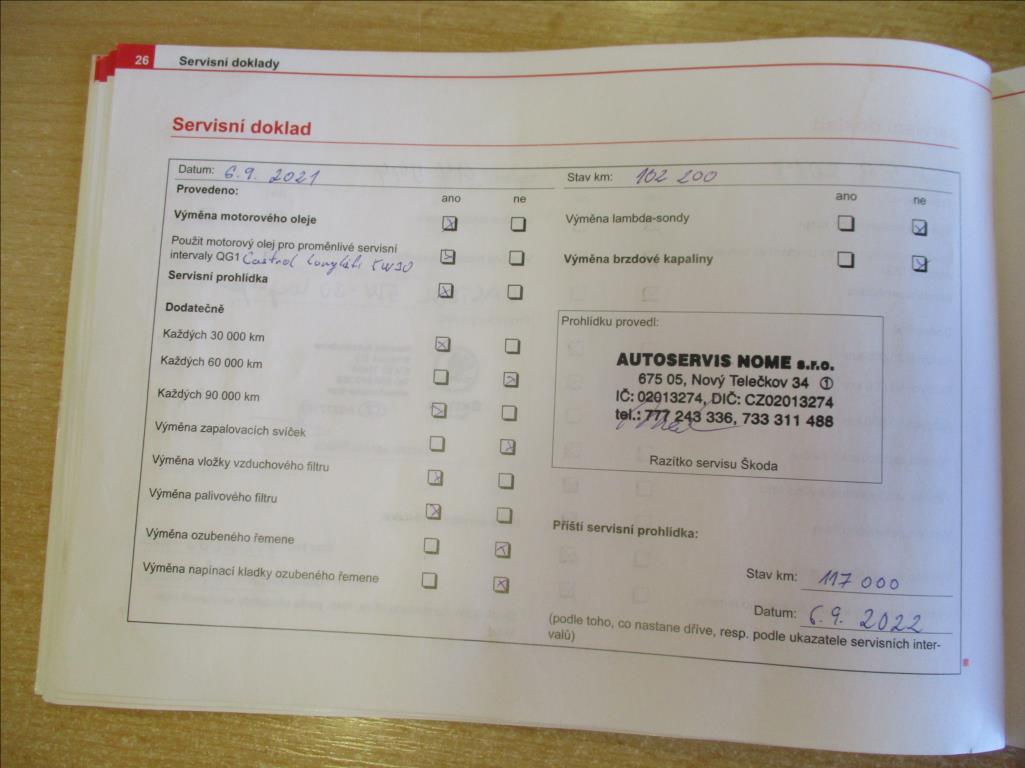 26 Servisní doklady
Servisní doklad
Datum: 6.9. 2021
Provedeno:
ano ne
Výměna motorového oleje
Použit motorový olej pro proměnlivé servisní
intervaly QG1 Castrol Longlife 5W30
Servisní prohlídka
Dodatečně
Každých 30 000 km
Každých 60 000 km
Každých 90 000 km
Výměna zapalovacích svíček
Výměna vložky vzduchového filtru
Výměna palivového filtru
Výměna ozubeného řemene
Výměna napínací kladky ozubeného řemene
Stav km: 102 200
ano ne
Výměna lambda-sondy
Výměna brzdové kapaliny
Prohlídku provedl:
AUTOSERVIS NOME s.r.o.
675 05, Nový Telečkov 34 ①
IČ: 02013274, DIČ: CZ02013274
tel.: 777 243 336, 733 311 488
Razítko servisu Škoda
Příští servisní prohlídka:
Stav km: 117 000
Datum: 6.9. 2022
(podle toho, co nastane dříve, resp. podle ukazatele servisních inter-
valů)